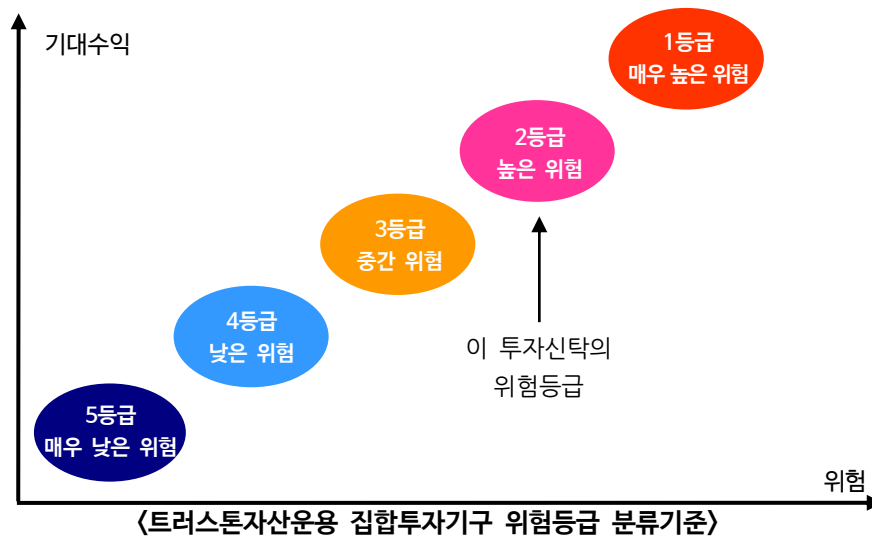 기대수익
1등급
매우 높은 위험
2등급
높은 위험
3등급
중간 위험
4등급
낮은 위험
이 투자신탁의
위험등급
5등급
매우 낮은 위험
위험
<트러스톤자산운용 집합투자기구 위험등급 분류기준>